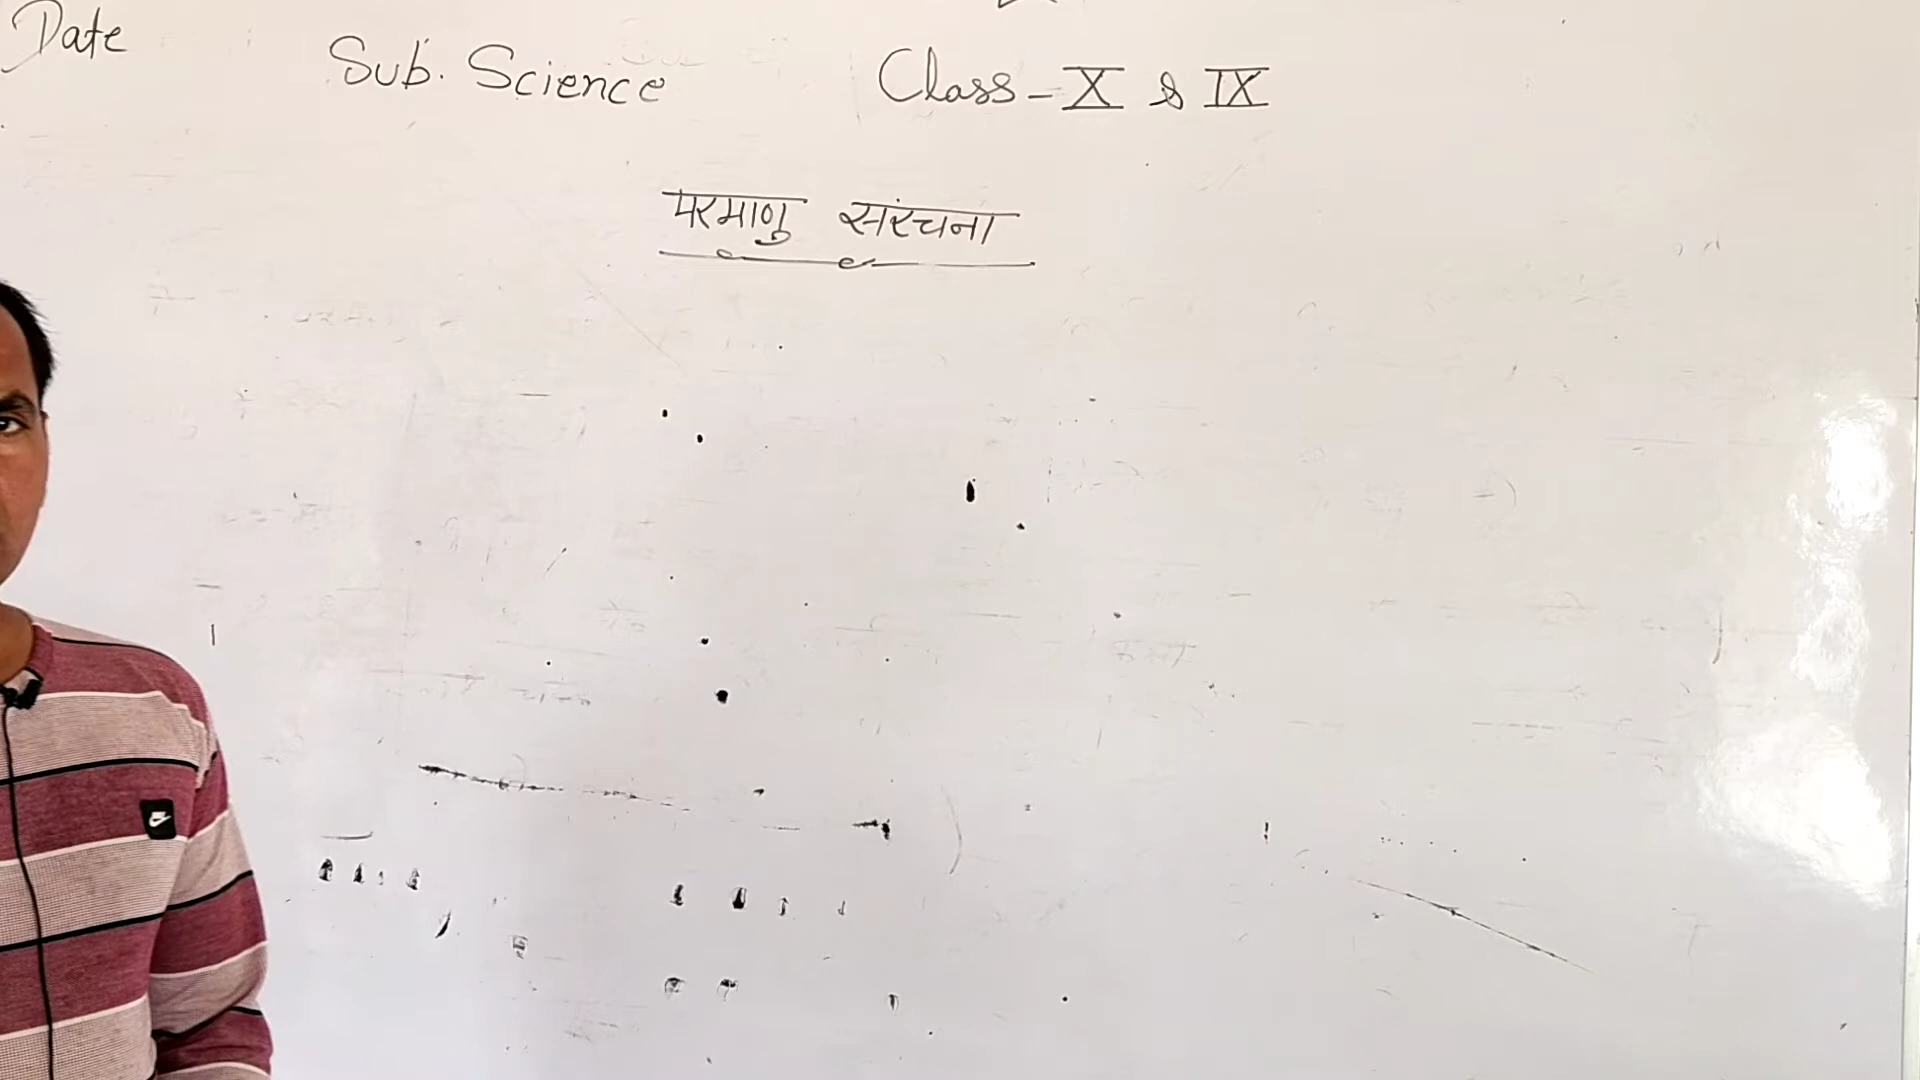 Date
Sub. Science Class - X & IX
परमाणु संरचना